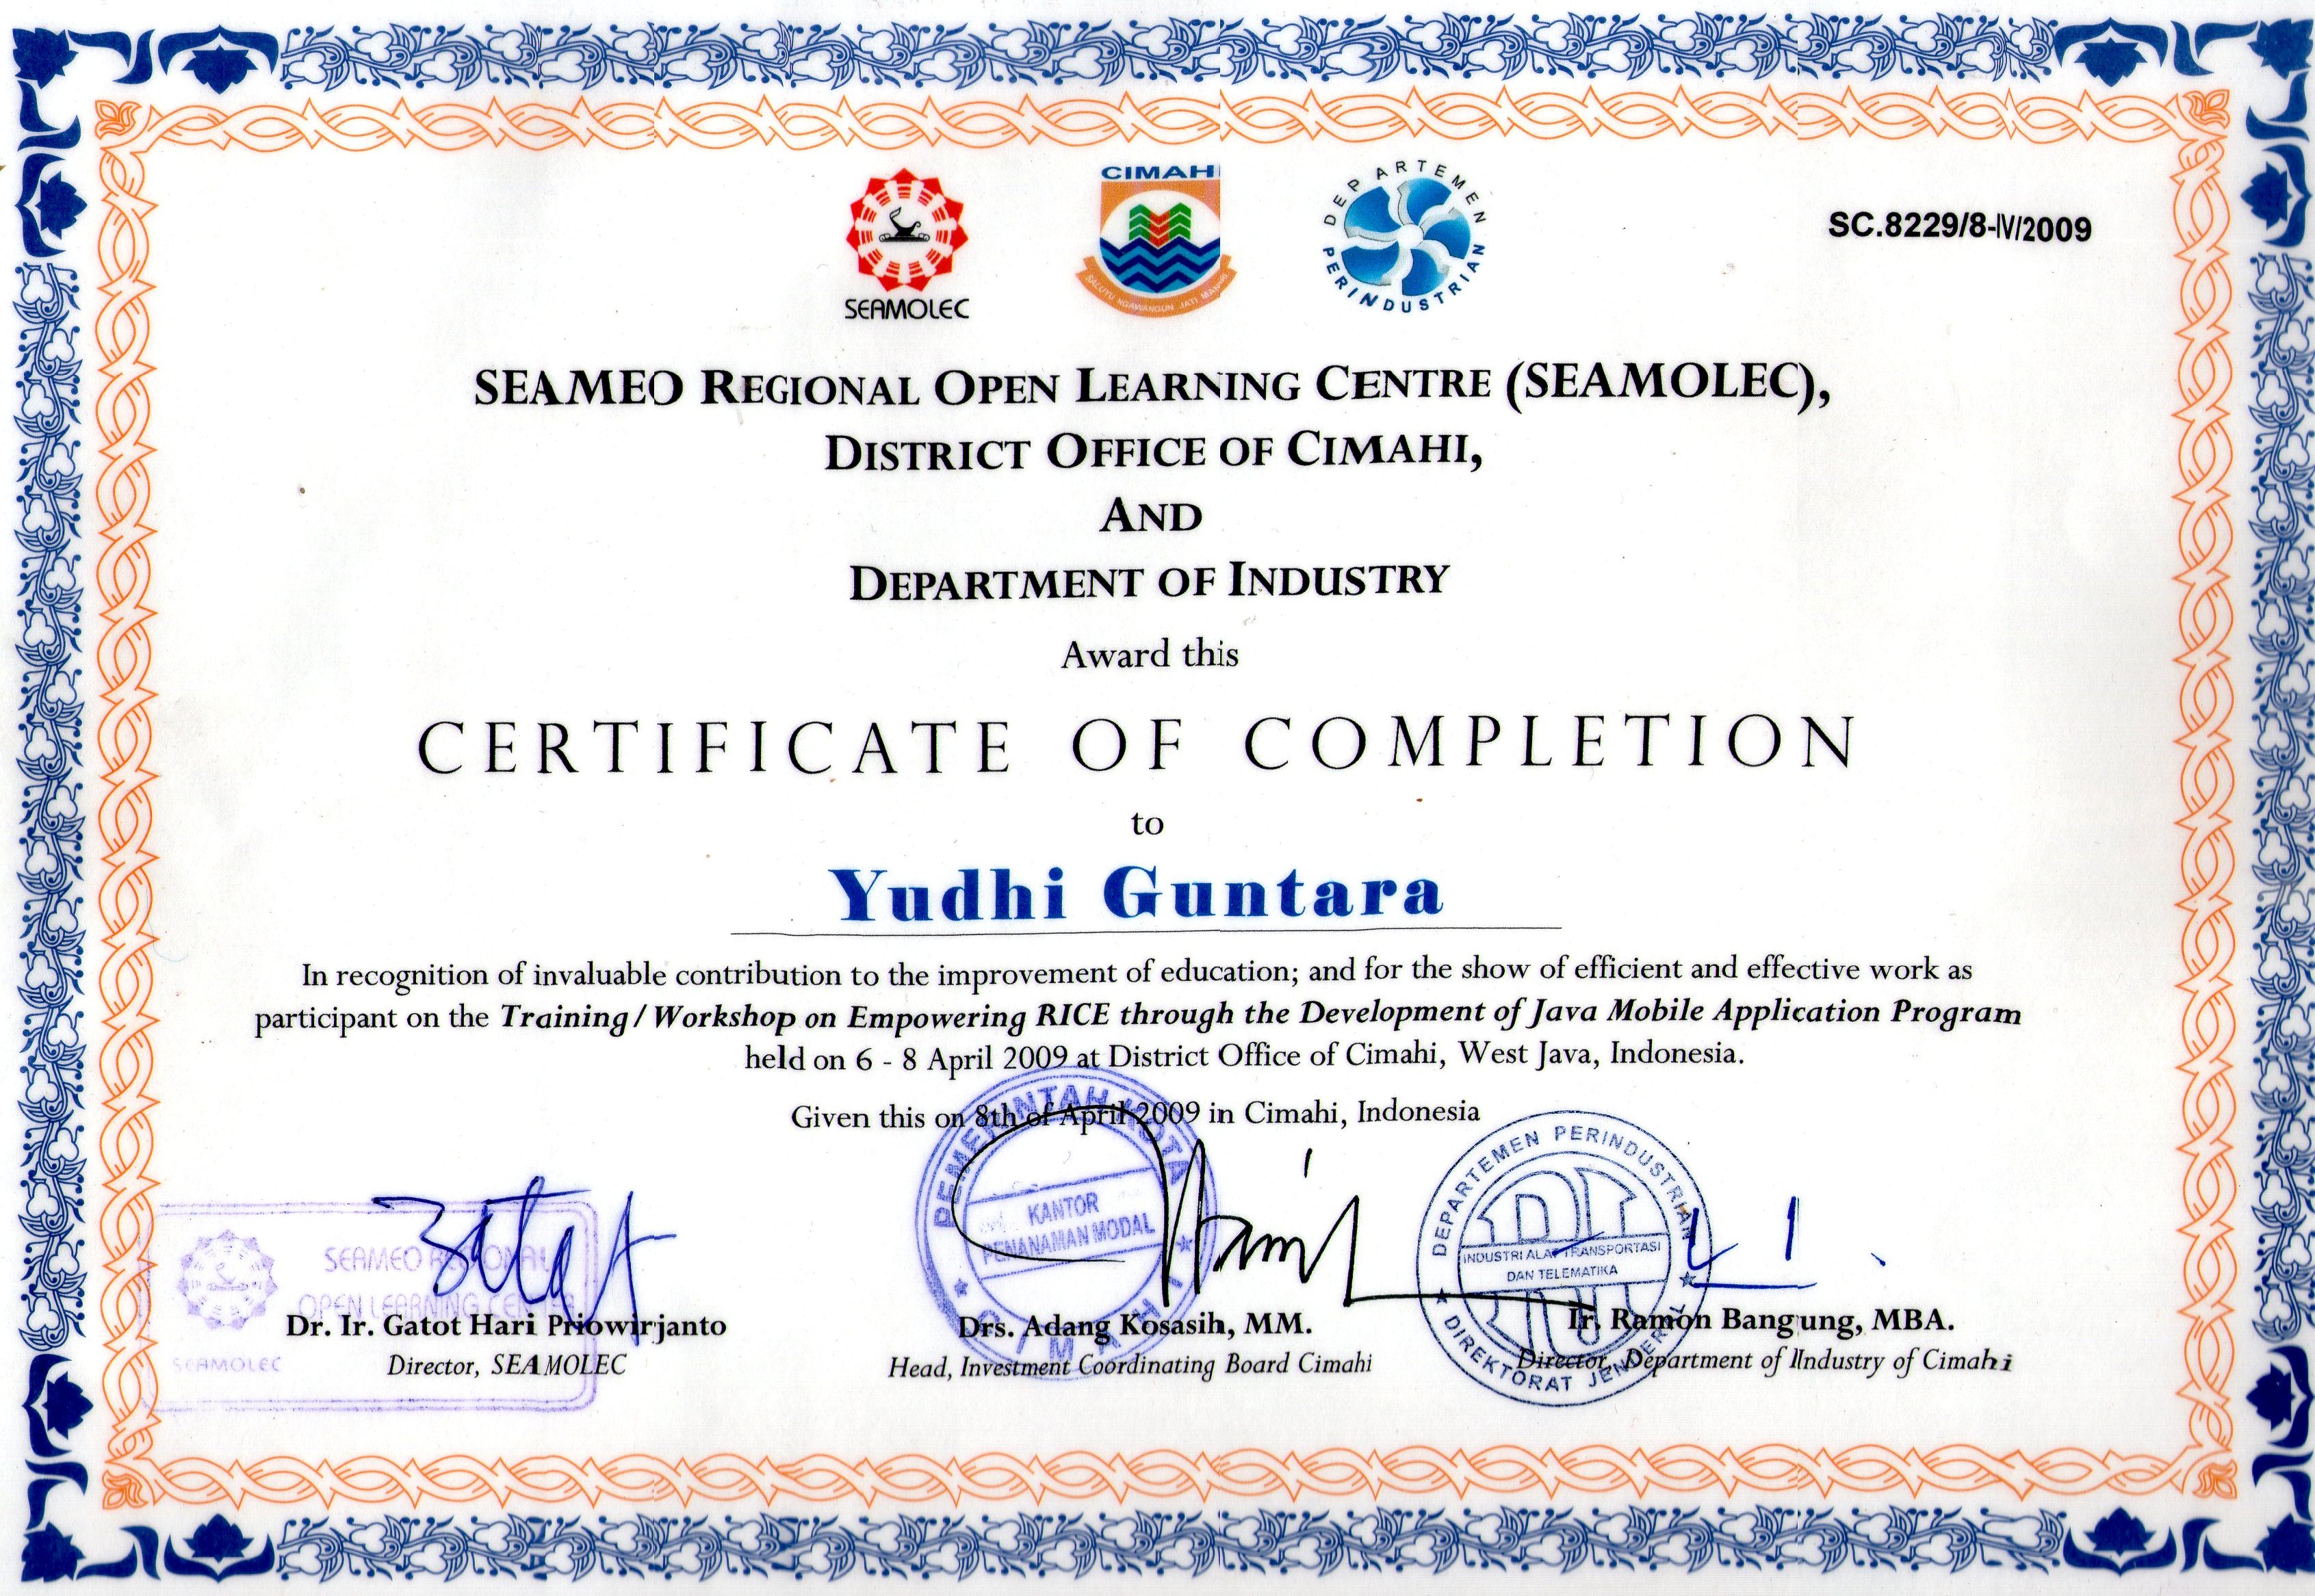 SEAMOLEC
CIMAHI
DEPARTEMEN PERINDUSTRIAN
SC.8229/8-IV/2009
SEAMEO REGIONAL OPEN LEARNING CENTRE (SEAMOLEC),
DISTRICT OFFICE OF CIMAHI,
AND
DEPARTMENT OF INDUSTRY
Award this
CERTIFICATE OF COMPLETION
to
Yudhi Guntara
In recognition of invaluable contribution to the improvement of education; and for the show of efficient and effective work as
participant on the Training / Workshop on Empowering RICE through the Development of Java Mobile Application Program
held on 6 - 8 April 2009 at District Office of Cimahi, West Java, Indonesia.
Given this on 8th of April 2009 in Cimahi, Indonesia
SEAMEO REGIONAL
OPEN LEARNING CENTRE
SEAMOLEC
PEMERINTAH KOTA
KANTOR
PENANAMAN MODAL
CIMAHI
DEPARTEMEN PERINDUSTRIAN
INDUSTRI ALAT TRANSPORTASI
DAN TELEMATIKA
DIREKTORAT JENDERAL
Dr. Ir. Gatot Hari Priowirjanto
Director, SEAMOLEC
Drs. Adang Kosasih, MM.
Head, Investment Coordinating Board Cimahi
Ir. Ramon Bangung, MBA.
Director, Department of Industry of Cimahi